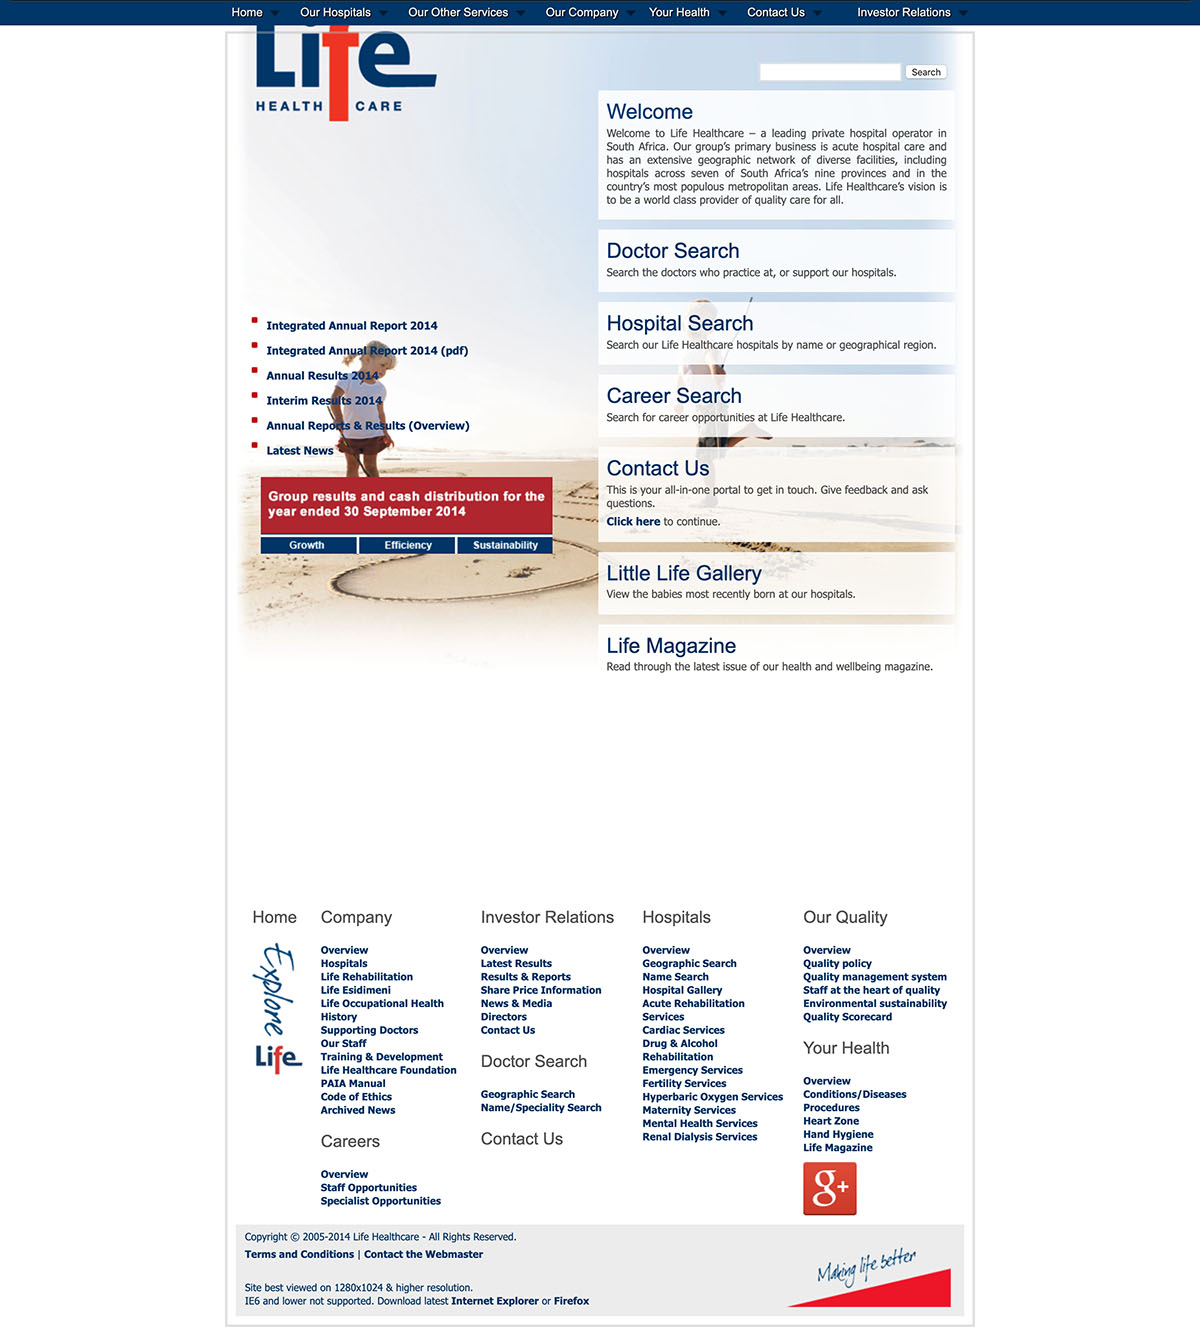 Home Our Hospitals Our Other Services Our Company Your Health Contact Us Investor Relations
Life
HEALTH CARE
Search
Welcome
Welcome to Life Healthcare – a leading private hospital operator in
South Africa. Our group's primary business is acute hospital care and
has an extensive geographic network of diverse facilities, including
hospitals across seven of South Africa's nine provinces and in the
country's most populous metropolitan areas. Life Healthcare's vision is
to be a world class provider of quality care for all.
Doctor Search
Search the doctors who practice at, or support our hospitals.
Hospital Search
Search our Life Healthcare hospitals by name or geographical region.
Career Search
Search for career opportunities at Life Healthcare.
Contact Us
This is your all-in-one portal to get in touch. Give feedback and ask
questions.
Click here to continue.
Little Life Gallery
View the babies most recently born at our hospitals.
Life Magazine
Read through the latest issue of our health and wellbeing magazine.
Integrated Annual Report 2014
Integrated Annual Report 2014 (pdf)
Annual Results 2014
Interim Results 2014
Annual Reports & Results (Overview)
Latest News
Group results and cash distribution for the
year ended 30 September 2014
Growth Efficiency Sustainability
Home
Explore
Life
Company
Overview
Hospitals
Life Rehabilitation
Life Esidimeni
Life Occupational Health
History
Supporting Doctors
Our Staff
Training & Development
Life Healthcare Foundation
PAIA Manual
Code of Ethics
Archived News
Careers
Overview
Staff Opportunities
Specialist Opportunities
Investor Relations
Overview
Latest Results
Results & Reports
Share Price Information
News & Media
Directors
Contact Us
Doctor Search
Geographic Search
Name/Speciality Search
Contact Us
Hospitals
Overview
Geographic Search
Name Search
Hospital Gallery
Acute Rehabilitation
Services
Cardiac Services
Drug & Alcohol
Rehabilitation
Emergency Services
Fertility Services
Hyperbaric Oxygen Services
Maternity Services
Mental Health Services
Renal Dialysis Services
Our Quality
Overview
Quality policy
Quality management system
Staff at the heart of quality
Environmental sustainability
Quality Scorecard
Your Health
Overview
Conditions/Diseases
Procedures
Heart Zone
Hand Hygiene
Life Magazine
g+
Copyright © 2005-2014 Life Healthcare - All Rights Reserved.
Terms and Conditions | Contact the Webmaster
Site best viewed on 1280x1024 & higher resolution.
IE6 and lower not supported. Download latest Internet Explorer or Firefox
Making life better